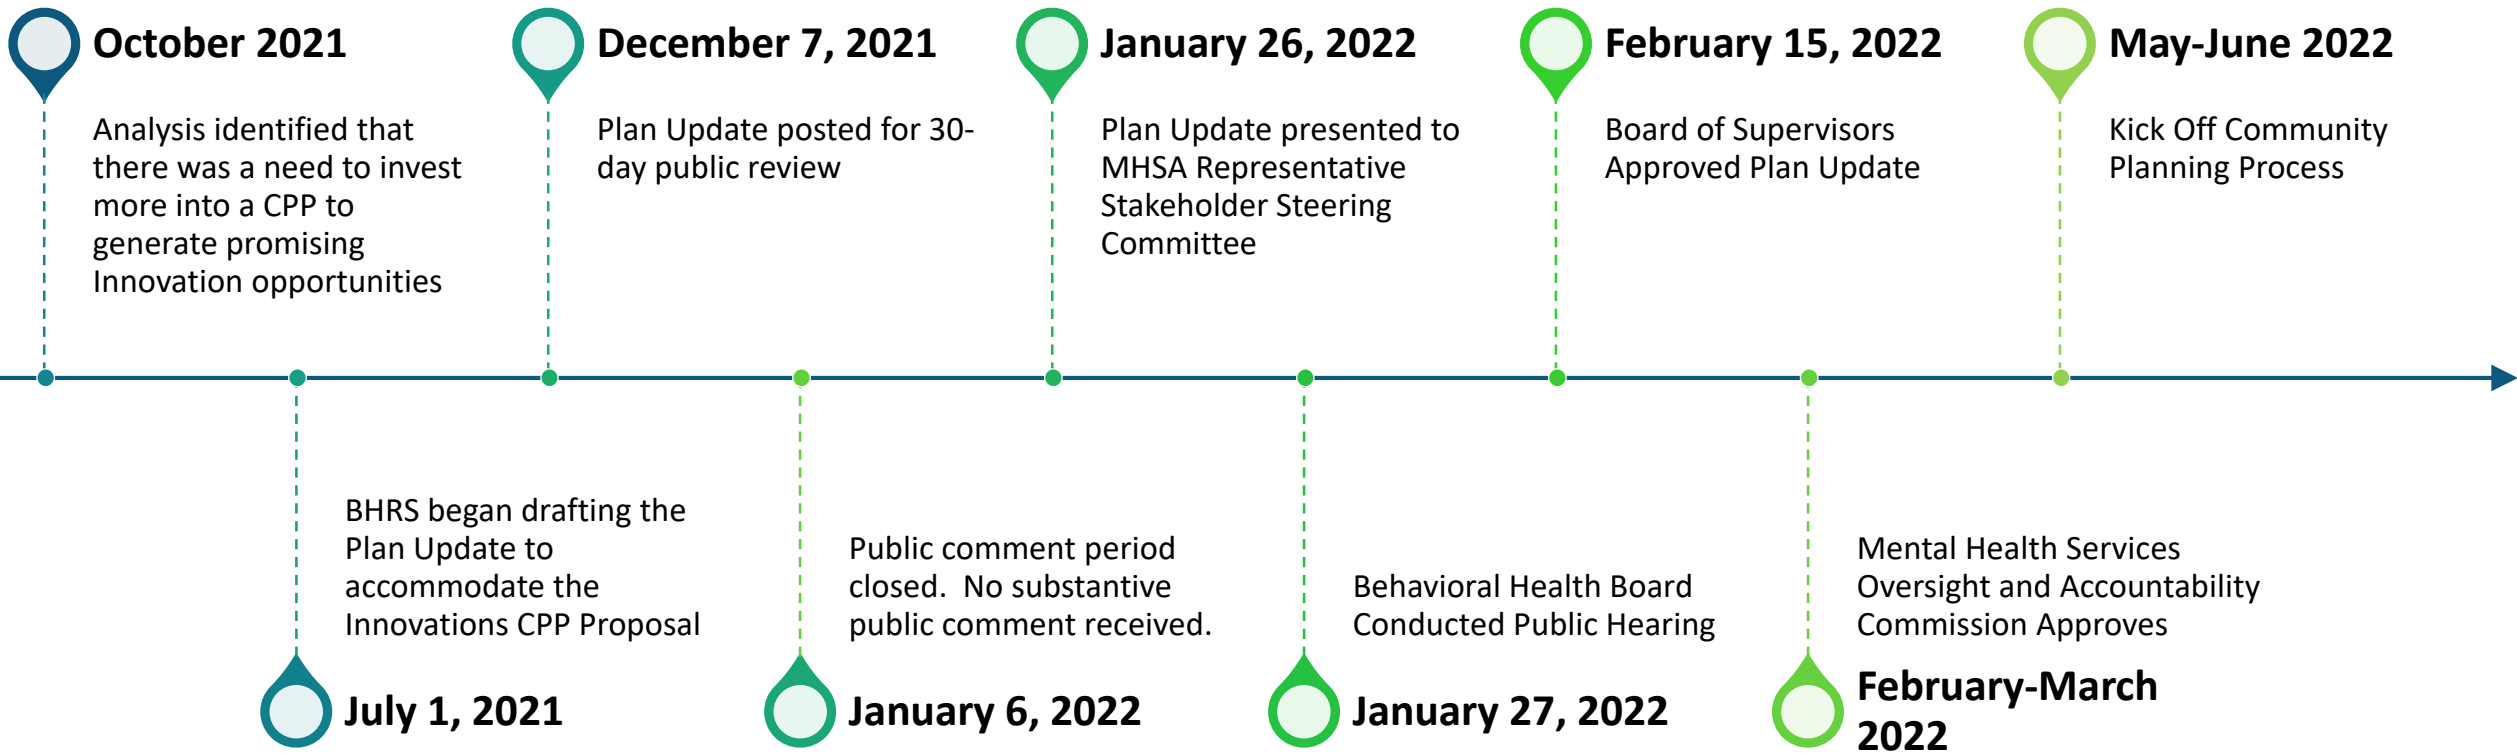 October 2021
Analysis identified that
there was a need to invest
more into a CPP to
generate promising
Innovation opportunities
BHRS began drafting the
Plan Update to
accommodate the
Innovations CPP Proposal
July 1, 2021
December 7, 2021
Plan Update posted for 30-
day public review
Public comment period
closed.  No substantive
public comment received.
January 6, 2022
January 26, 2022
Plan Update presented to
MHSA Representative
Stakeholder Steering
Committee
Behavioral Health Board
Conducted Public Hearing
January 27, 2022
February 15, 2022
Board of Supervisors
Approved Plan Update
Mental Health Services
Oversight and Accountability
Commission Approves
February-March
2022
May-June 2022
Kick Off Community
Planning Process